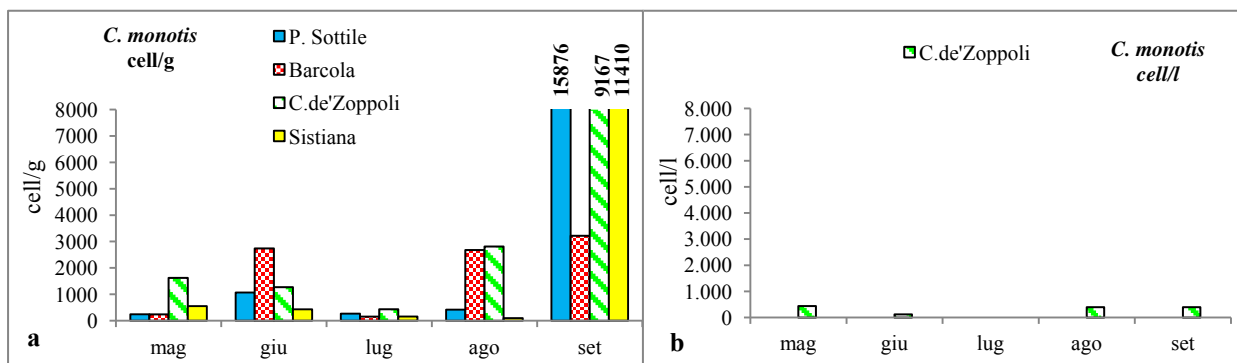 C. monotis
cell/g
P. Sottile
Barcola
C.de'Zoppoli
Sistiana
15876
9167
11410
8000
7000
6000
5000
4000
3000
2000
1000
0
cell/g
mag giu lug ago set
a
C.de'Zoppoli
C. monotis
cell/l
8.000
7.000
6.000
5.000
4.000
3.000
2.000
1.000
0
cell/l
mag giu lug ago set
b